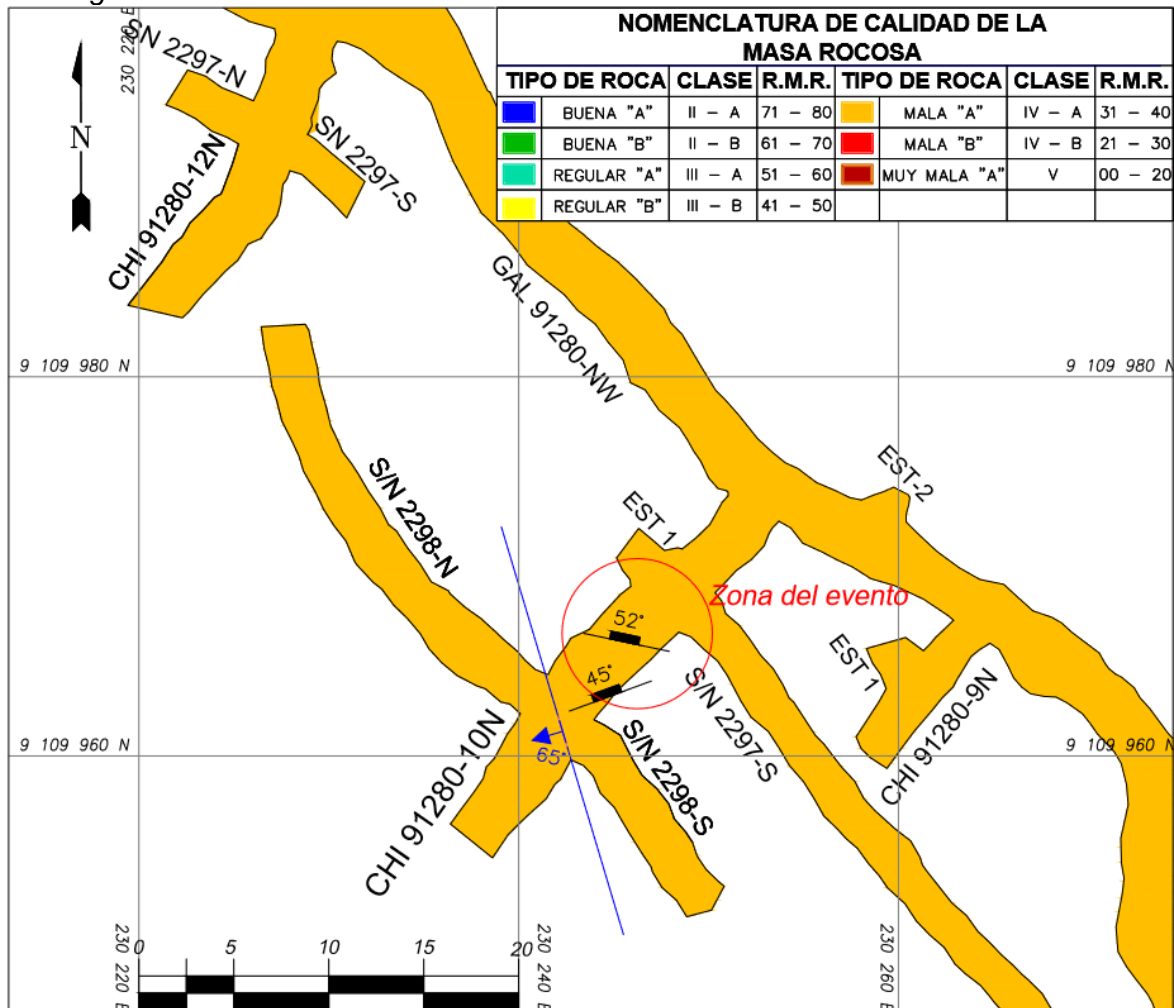 NOMENCLATURA DE CALIDAD DE LA
MASA ROCOSA
TIPO DE ROCA CLASE R.M.R. TIPO DE ROCA CLASE R.M.R.
BUENA "A" II - A 71 - 80 MALA "A" IV - A 31 - 40
BUENA "B" II - B 61 - 70 MALA "B" IV - B 21 - 30
REGULAR "A" III - A 51 - 60 MUY MALA "A" V 00 - 20
REGULAR "B" III - B 41 - 50
N
SN 2297-N
SN 2297-S
CHI 91280-12N
GAL 91280-NW
9 109 980 N
9 109 980 N
S/N 2298-N
EST 1
EST-2
Zona del evento
52°
45°
65°
EST 1
S/N 2297-S
CHI 91280-9N
S/N 2298-S
CHI 91280-10N
9 109 960 N
9 109 960 N
0 5 10 15 20
230 220 E
230 240 E
230 260 E